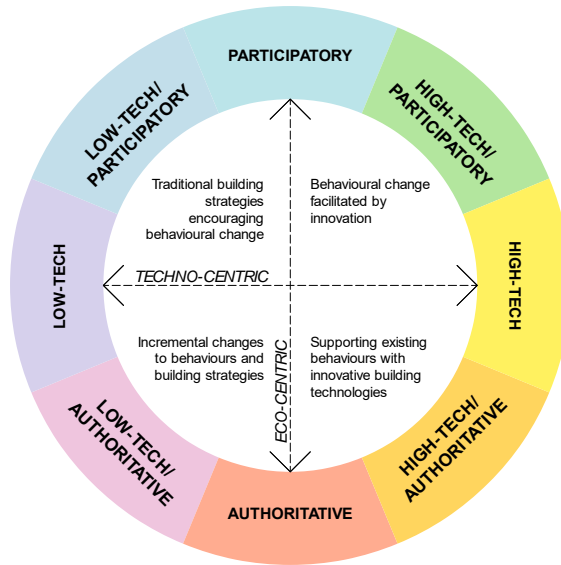 PARTICIPATORY
LOW-TECH/
PARTICIPATORY
HIGH-TECH/
PARTICIPATORY
Traditional building
strategies
encouraging
behavioural change
Behavioural change
facilitated by
innovation
LOW-TECH
TECHNO-CENTRIC
HIGH-TECH
Incremental changes
to behaviours and
building strategies
ECO-CENTRIC
Supporting existing
behaviours with
innovative building
technologies
LOW-TECH/
AUTHORITATIVE
HIGH-TECH/
AUTHORITATIVE
AUTHORITATIVE